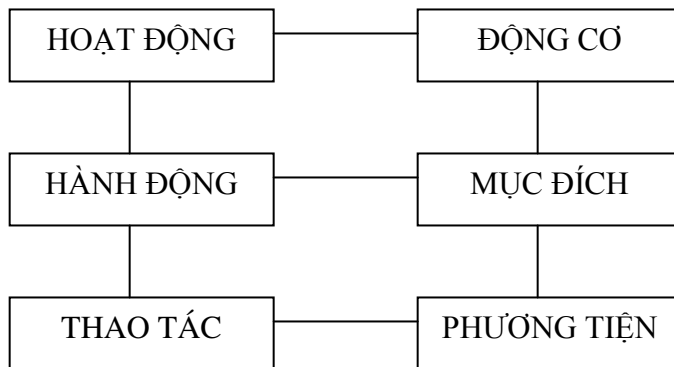 HOẠT ĐỘNG
ĐỘNG CƠ
HÀNH ĐỘNG
MỤC ĐÍCH
THAO TÁC
PHƯƠNG TIỆN